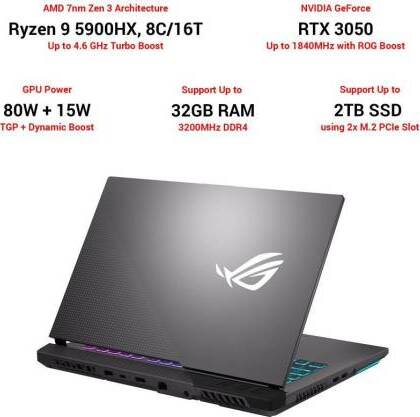 AMD 7nm Zen 3 Architecture
Ryzen 9 5900HX, 8C/16T
Up to 4.6 GHz Turbo Boost
NVIDIA GeForce
RTX 3050
Up to 1840MHz with ROG Boost
GPU Power
80W + 15W
TGP + Dynamic Boost
Support Up to
32GB RAM
3200MHz DDR4
Support Up to
2TB SSD
using 2x M.2 PCIe Slot